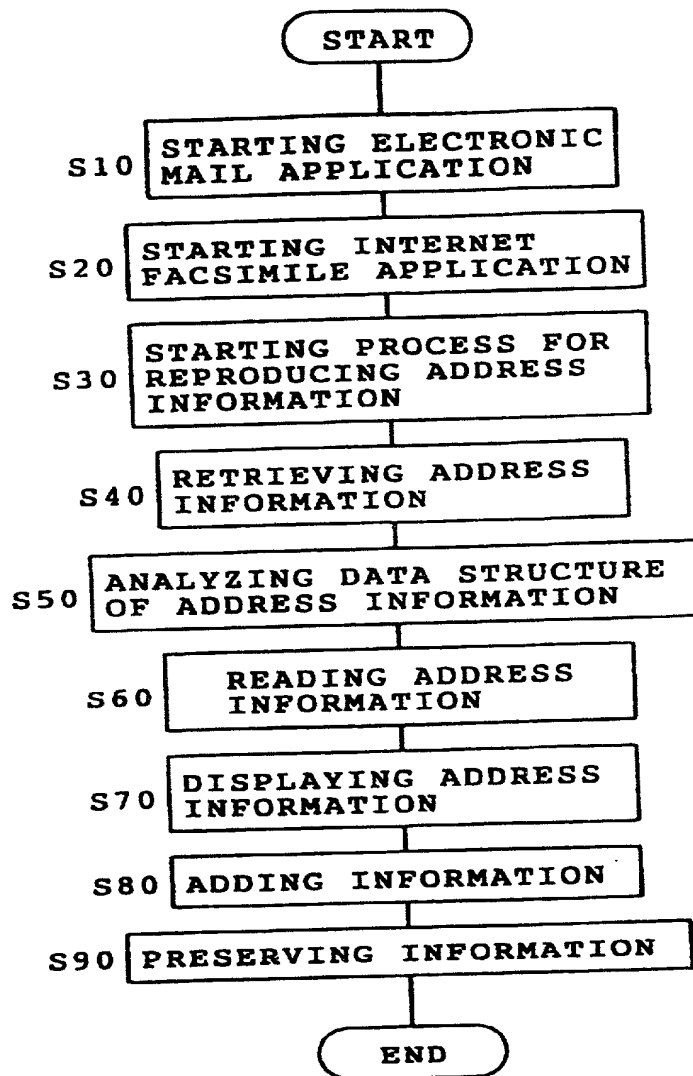 START
S10 STARTING ELECTRONIC
MAIL APPLICATION
S20 STARTING INTERNET
FACSIMILE APPLICATION
S30 STARTING PROCESS FOR
REPRODUCING ADDRESS
INFORMATION
S40 RETRIEVING ADDRESS
INFORMATION
S50 ANALYZING DATA STRUCTURE
OF ADDRESS INFORMATION
S60 READING ADDRESS
INFORMATION
S70 DISPLAYING ADDRESS
INFORMATION
S80 ADDING INFORMATION
S90 PRESERVING INFORMATION
END